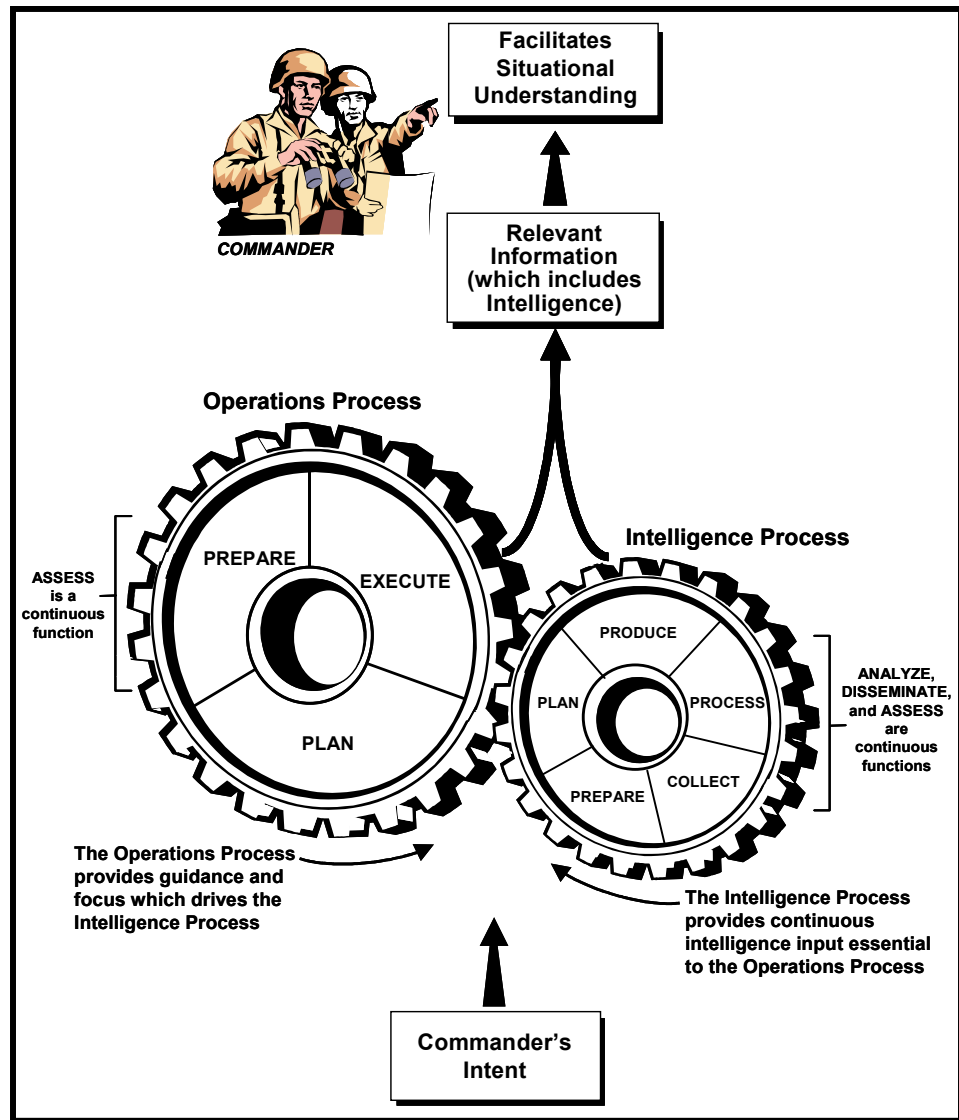 Facilitates
Situational
Understanding
COMMANDER
Relevant
Information
(which includes
Intelligence)
Operations Process
PREPARE
EXECUTE
PLAN
ASSESS
is a
continuous
function
Intelligence Process
PRODUCE
PLAN
PROCESS
PREPARE
COLLECT
ANALYZE,
DISSEMINATE,
and ASSESS
are
continuous
functions
The Operations Process
provides guidance and
focus which drives the
Intelligence Process
The Intelligence Process
provides continuous
intelligence input essential
to the Operations Process
Commander's
Intent